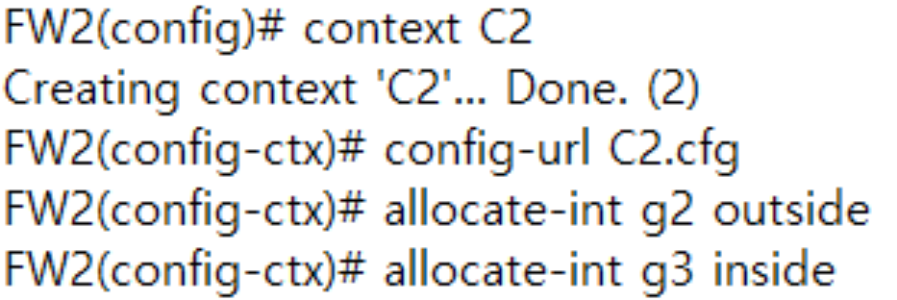 FW2(config)# context C2
Creating context 'C2'... Done. (2)
FW2(config-ctx)# config-url C2.cfg
FW2(config-ctx)# allocate-int g2 outside
FW2(config-ctx)# allocate-int g3 inside